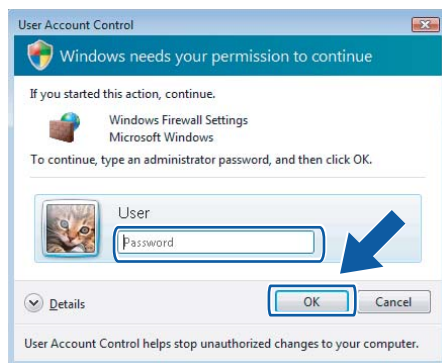 User Account Control
Windows needs your permission to continue
If you started this action, continue.
Windows Firewall Settings
Microsoft Windows
To continue, type an administrator password, and then click OK.
User
Password
Details
OK
Cancel
User Account Control helps stop unauthorized changes to your computer.